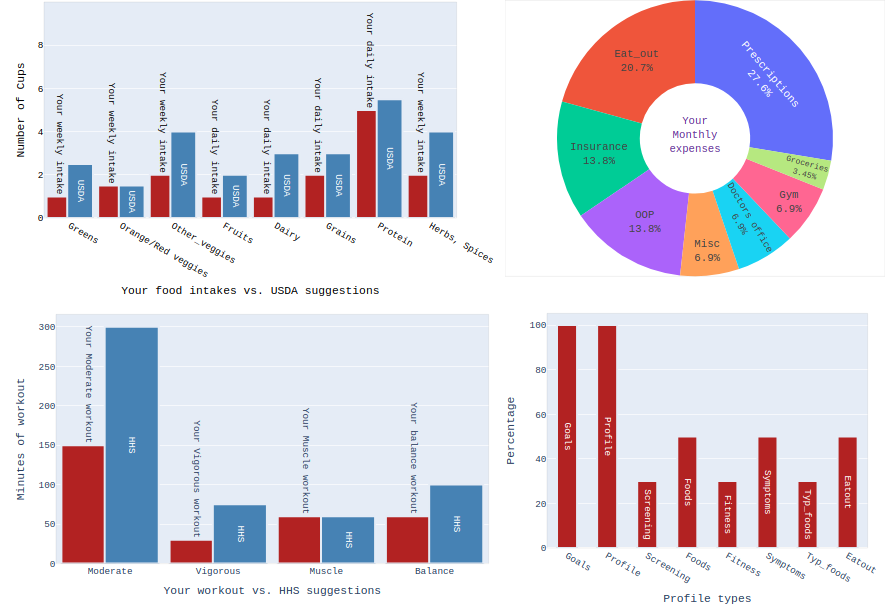 Number of Cups
0
2
4
6
8
Your weekly intake
USDA
Your weekly intake
USDA
Your weekly intake
USDA
Your daily intake
USDA
Your daily intake
USDA
Your daily intake
USDA
Your daily intake
USDA
Your weekly intake
USDA
Greens
Orange/Red veggies
Other_veggies
Fruits
Dairy
Grains
Protein
Herbs, Spices
Your food intakes vs. USDA suggestions
Prescriptions
27.6%
Groceries
3.45%
Gym
6.9%
Doctors office
6.9%
Misc
6.9%
OOP
13.8%
Insurance
13.8%
Eat_out
20.7%
Your
Monthly
expenses
Minutes of workout
0
50
100
150
200
250
300
Your Moderate workout
HHS
Your Vigorous workout
HHS
Your Muscle workout
HHS
Your balance workout
HHS
Moderate
Vigorous
Muscle
Balance
Your workout vs. HHS suggestions
Percentage
0
20
40
60
80
100
Goals
Profile
Screening
Foods
Fitness
Symptoms
Typ_foods
Eatout
Goals
Profile
Screening
Foods
Fitness
Symptoms
Typ_foods
Eatout
Profile types